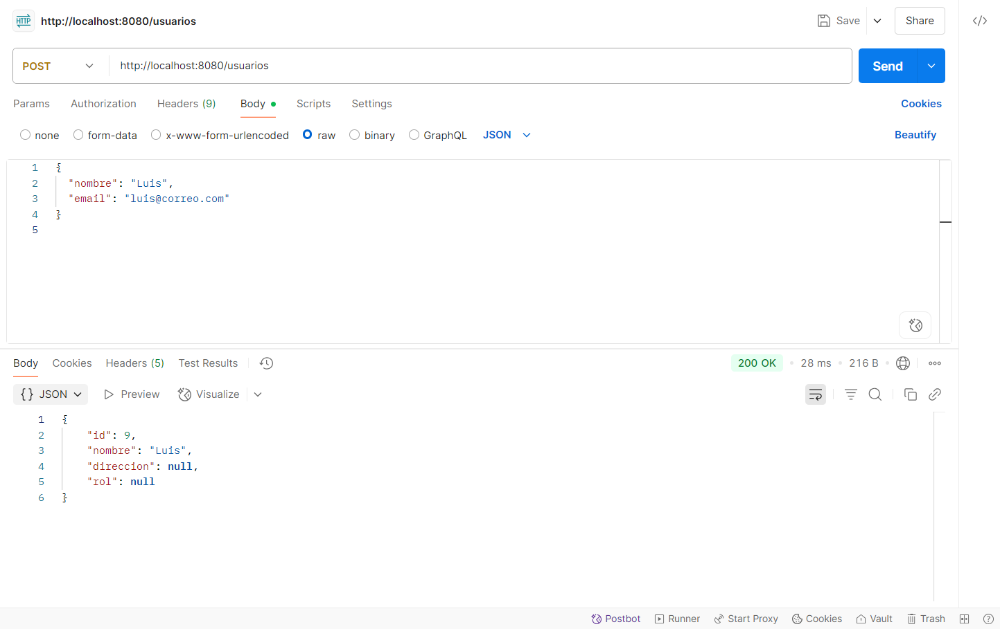 HTTP http://localhost:8080/usuarios Save Share
POST http://localhost:8080/usuarios Send
Params Authorization Headers (9) Body Scripts Settings Cookies
none form-data x-www-form-urlencoded raw binary GraphQL JSON Beautify
1 {
2 "nombre": "Luis",
3 "email": "luis@correo.com"
4 }
5
Body Cookies Headers (5) Test Results 200 OK 28 ms 216 B
{} JSON Preview Visualize
1 {
2 "id": 9,
3 "nombre": "Luis",
4 "direccion": null,
5 "rol": null
6 }
Postbot Runner Start Proxy Cookies Vault Trash